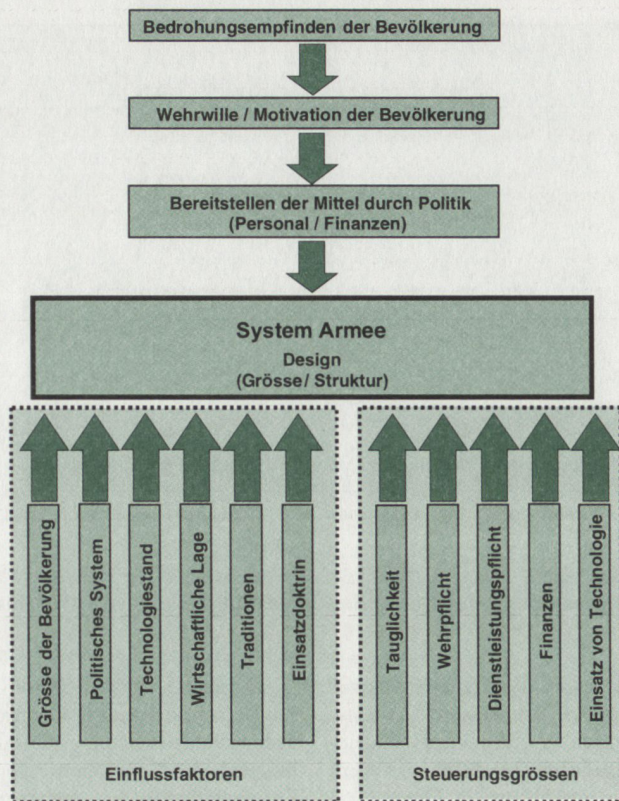 Bedrohungsempfinden der Bevölkerung
Wehrwille / Motivation der Bevölkerung
Bereitstellen der Mittel durch Politik
(Personal / Finanzen)
System Armee
Design
(Grösse / Struktur)
Grösse der Bevölkerung
Politisches System
Technologiestand
Wirtschaftliche Lage
Traditionen
Einsatzdoktrin
Einflussfaktoren
Tauglichkeit
Wehrpflicht
Dienstleistungspflicht
Finanzen
Einsatz von Technologie
Steuerungsgrössen